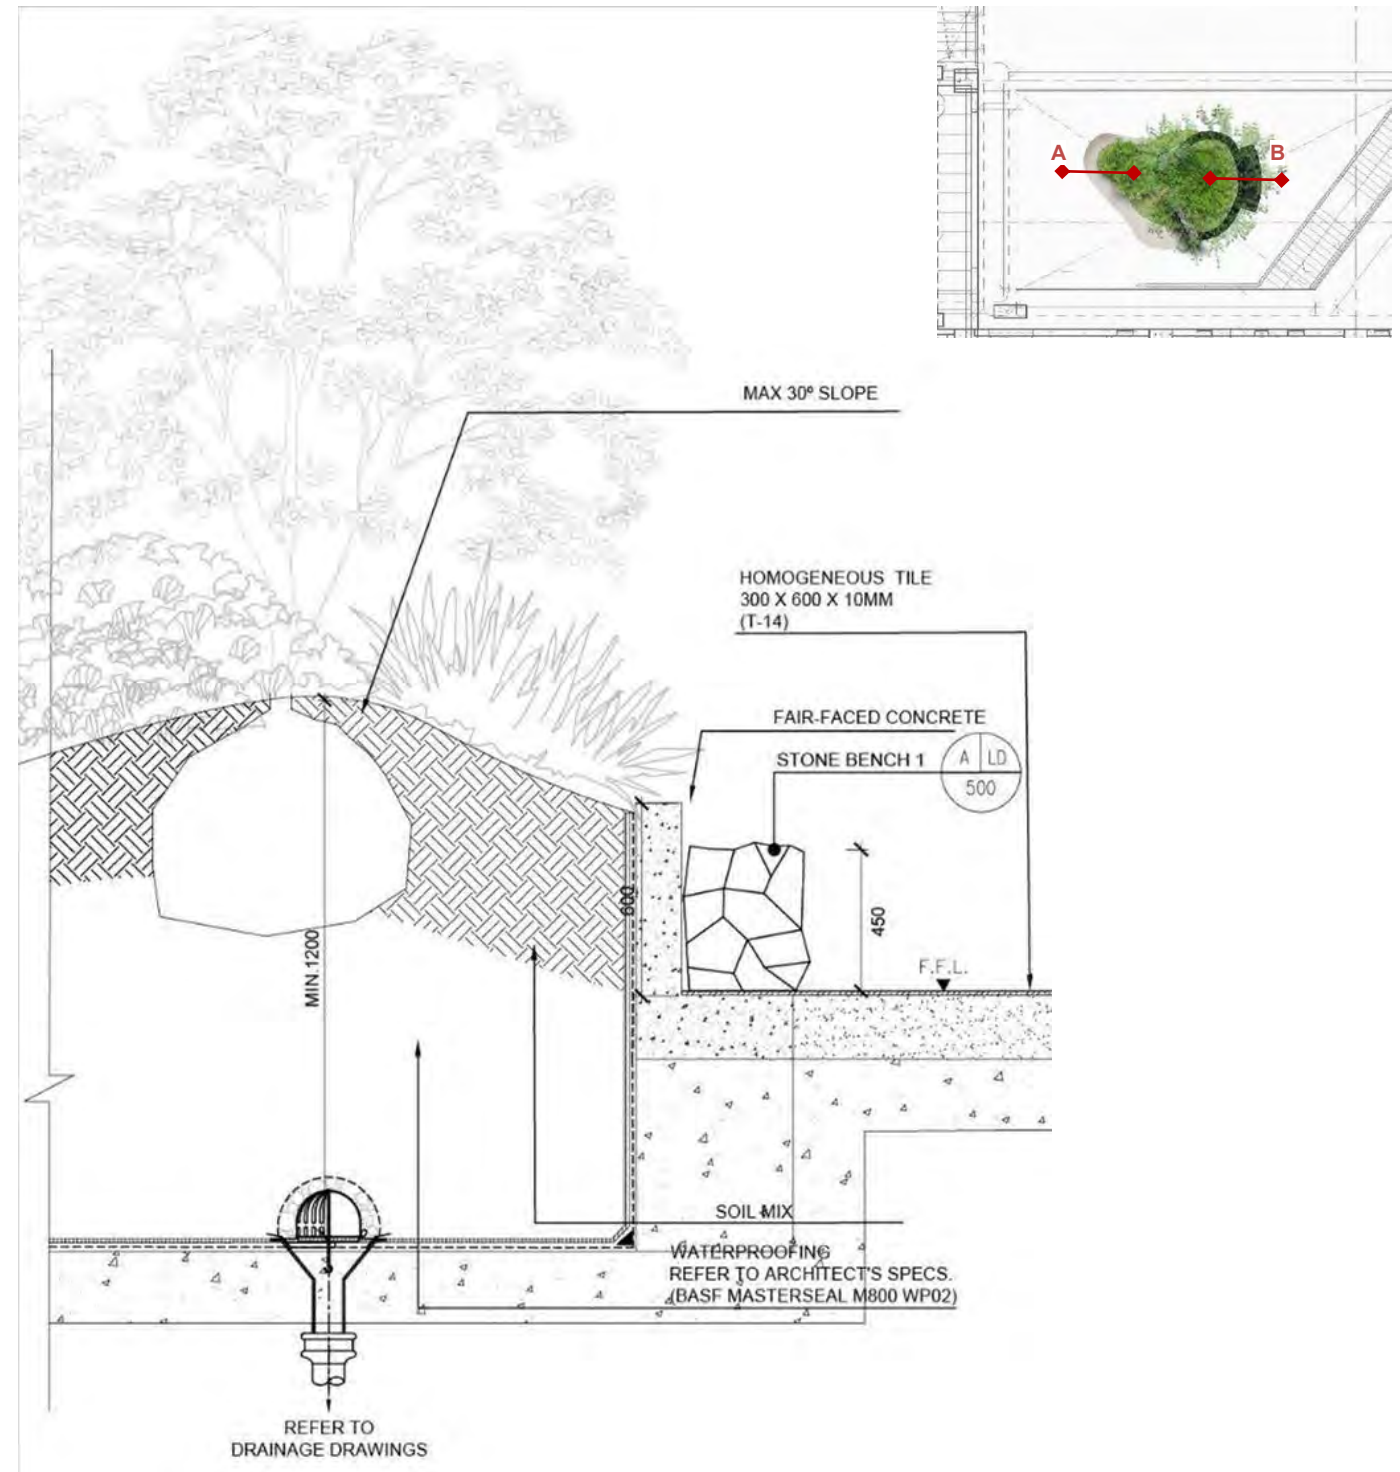 A
B
MAX 30º SLOPE
HOMOGENEOUS TILE
300 X 600 X 10MM
(T-14)
FAIR-FACED CONCRETE
STONE BENCH 1
A LD
500
600
450
F.F.L.
MIN.1200
SOIL MIX
WATERPROOFING
REFER TO ARCHITECT'S SPECS.
(BASF MASTERSEAL M800 WP02)
REFER TO
DRAINAGE DRAWINGS